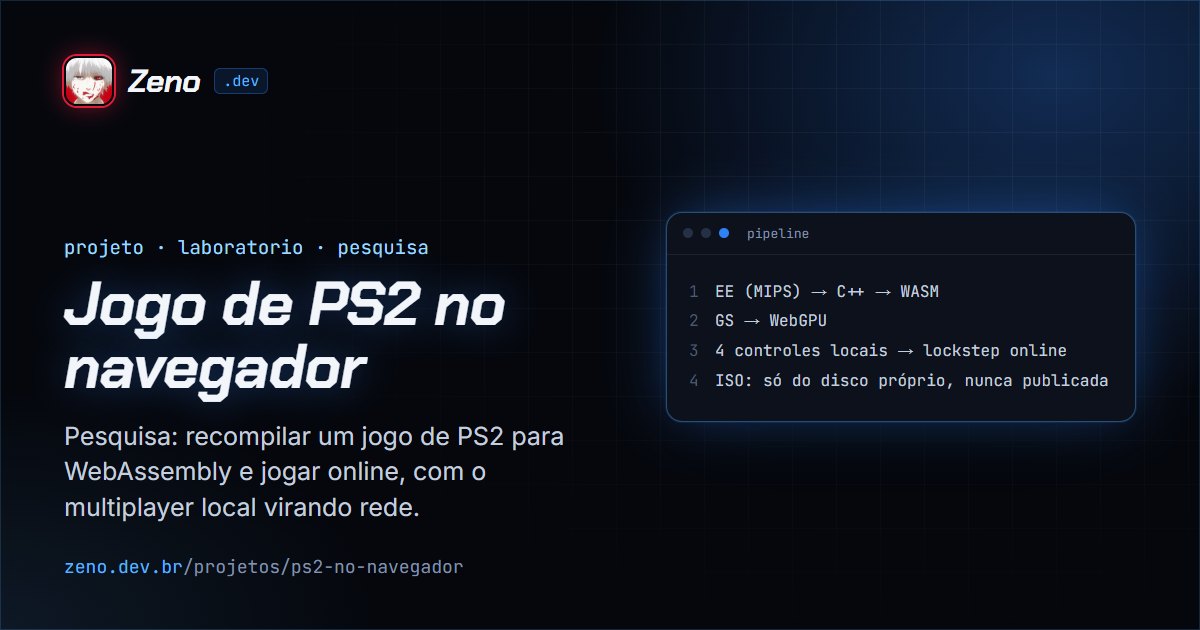 Zeno .dev
projeto · laboratorio · pesquisa
Jogo de PS2 no
navegador
Pesquisa: recompilar um jogo de PS2 para
WebAssembly e jogar online, com o
multiplayer local virando rede.
zeno.dev.br/projetos/ps2-no-navegador
pipeline
1 EE (MIPS) → C++ → WASM
2 GS → WebGPU
3 4 controles locais → lockstep online
4 ISO: só do disco próprio, nunca publicada